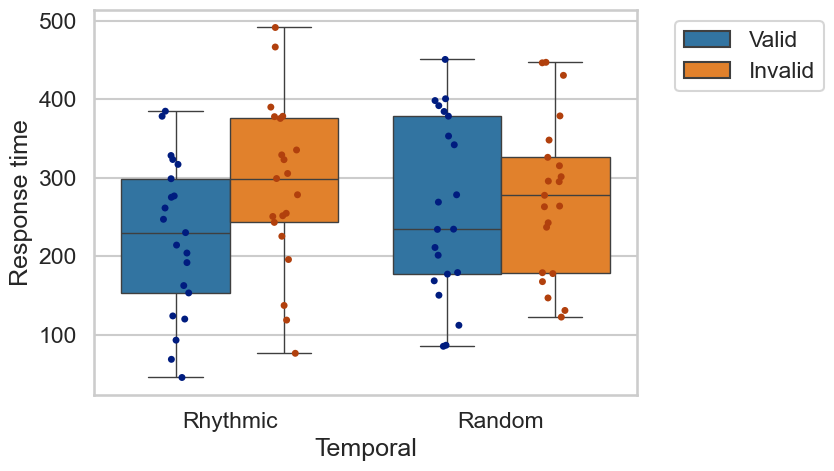 500
400
300
200
100
Response time
Rhythmic
Random
Temporal
Valid
Invalid